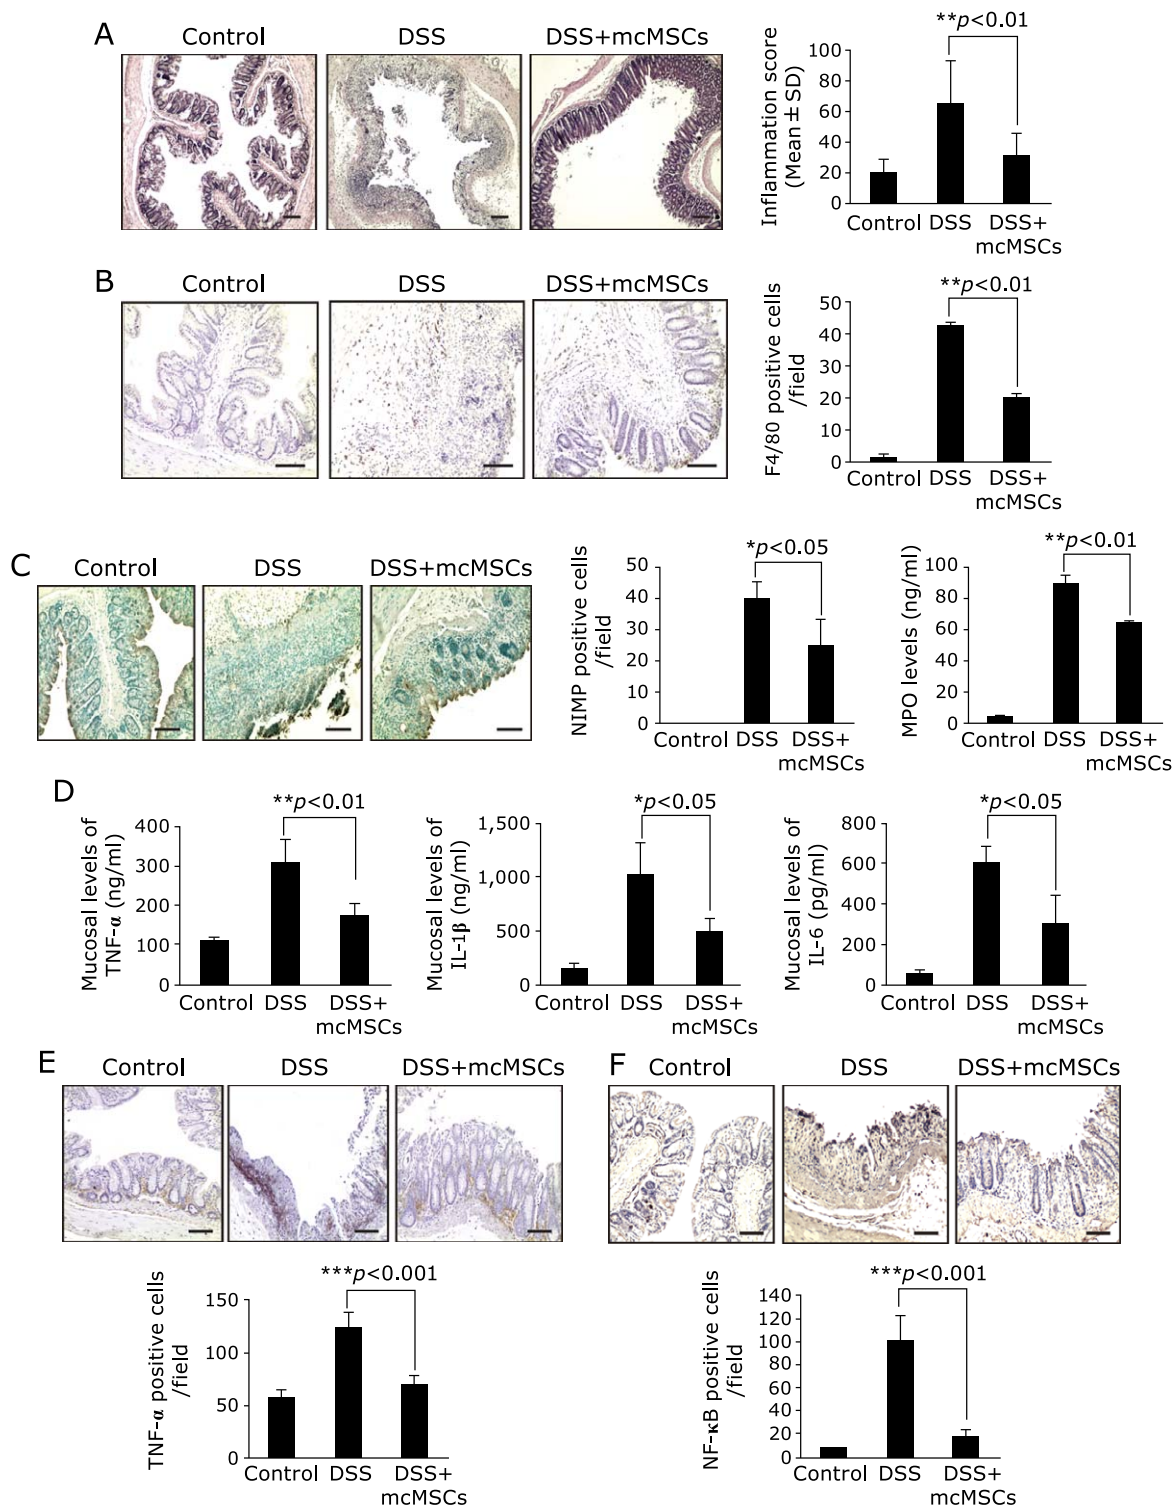 A
Control
DSS
DSS+mcMSCs
Inflammation score
(Mean ± SD)
**p<0.01
100
80
60
40
20
0
Control
DSS
DSS+
mcMSCs
B
Control
DSS
DSS+mcMSCs
F4/80 positive cells
/field
**p<0.01
50
40
30
20
10
0
Control
DSS
DSS+
mcMSCs
C
Control
DSS
DSS+mcMSCs
NIMP positive cells
/field
*p<0.05
50
40
30
20
10
0
Control
DSS
DSS+
mcMSCs
MPO levels (ng/ml)
**p<0.01
100
80
60
40
20
0
Control
DSS
DSS+
mcMSCs
D
Mucosal levels of
TNF-α (ng/ml)
**p<0.01
400
300
200
100
0
Control
DSS
DSS+
mcMSCs
Mucosal levels of
IL-1β (ng/ml)
*p<0.05
1,500
1,000
500
0
Control
DSS
DSS+
mcMSCs
Mucosal levels of
IL-6 (pg/ml)
*p<0.05
800
600
400
200
0
Control
DSS
DSS+
mcMSCs
E
Control
DSS
DSS+mcMSCs
TNF-α positive cells
/field
***p<0.001
150
100
50
0
Control
DSS
DSS+
mcMSCs
F
Control
DSS
DSS+mcMSCs
NF-κB positive cells
/field
***p<0.001
140
120
100
80
60
40
20
0
Control
DSS
DSS+
mcMSCs